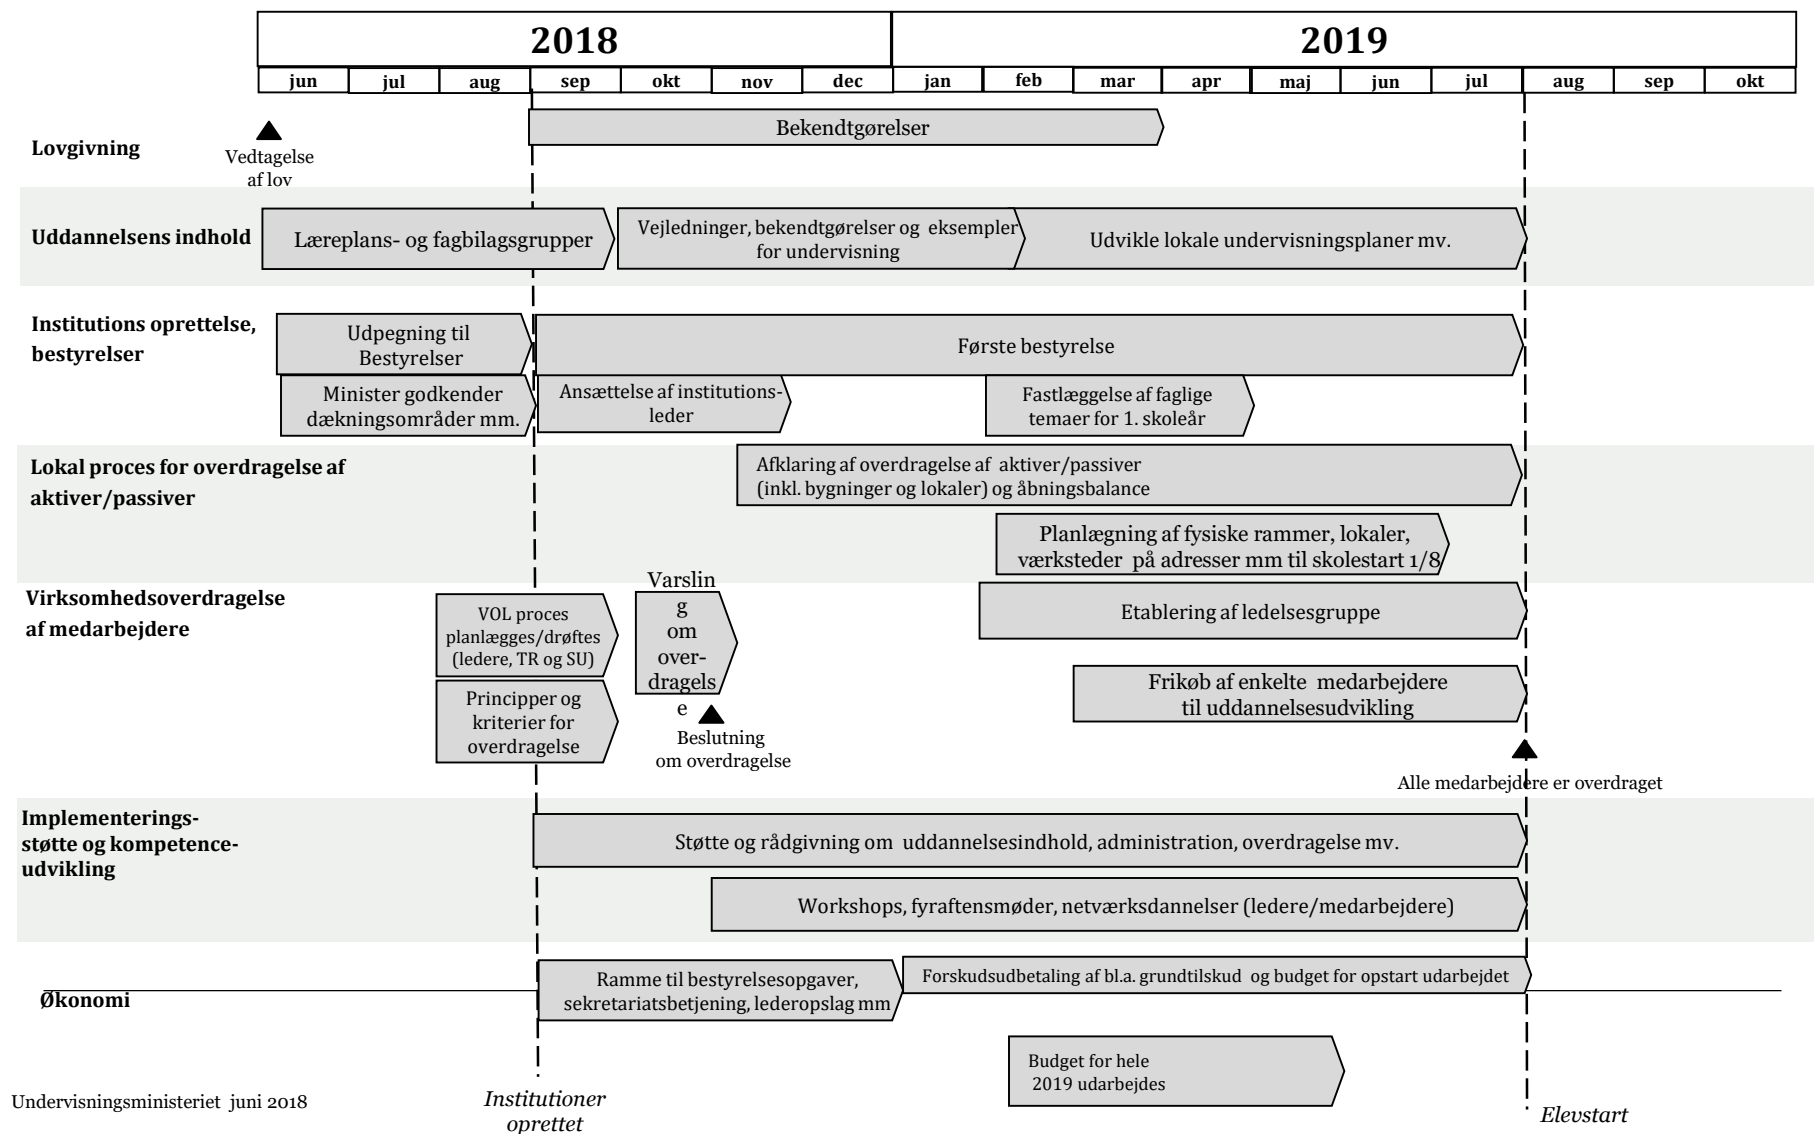 2018
2019
jun
jul
aug
sep
okt
nov
dec
jan
feb
mar
apr
maj
jun
jul
aug
sep
okt
Lovgivning
Vedtagelse
af lov
Bekendtgørelser
Uddannelsens indhold
Læreplans- og fagbilagsgrupper
Vejledninger, bekendtgørelser og eksempler
for undervisning
Udvikle lokale undervisningsplaner mv.
Institutions oprettelse,
bestyrelser
Udpegning til
Bestyrelser
Første bestyrelse
Minister godkender
dækningsområder mm.
Ansættelse af institutions-
leder
Fastlæggelse af faglige
temaer for 1. skoleår
Lokal proces for overdragelse af
aktiver/passiver
Afklaring af overdragelse af aktiver/passiver
(inkl. bygninger og lokaler) og åbningsbalance
Planlægning af fysiske rammer, lokaler,
værksteder på adresser mm til skolestart 1/8
Virksomhedsoverdragelse
af medarbejdere
VOL proces
planlægges/drøftes
(ledere, TR og SU)
Varslin
g
om
over-
dragels
e
Etablering af ledelsesgruppe
Principper og
kriterier for
overdragelse
Beslutning
om overdragelse
Frikøb af enkelte medarbejdere
til uddannelsesudvikling
Alle medarbejdere er overdraget
Implementerings-
støtte og kompetence-
udvikling
Støtte og rådgivning om uddannelsesindhold, administration, overdragelse mv.
Workshops, fyraftensmøder, netværksdannelser (ledere/medarbejdere)
Økonomi
Ramme til bestyrelsesopgaver,
sekretariatsbetjening, lederopslag mm
Forskudsudbetaling af bl.a. grundtilskud og budget for opstart udarbejdet
Budget for hele
2019 udarbejdes
Undervisningsministeriet juni 2018
Institutioner
oprettet
Elevstart